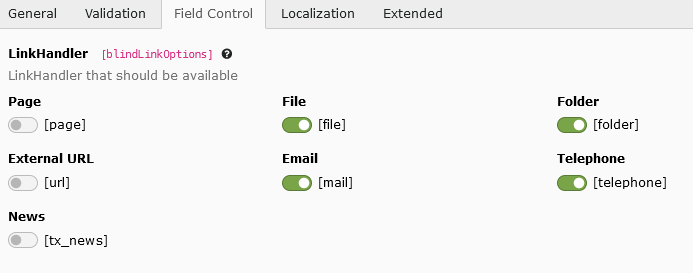 General Validation Field Control Localization Extended
LinkHandler [blindLinkOptions] ?
LinkHandler that should be available
Page File Folder
[page] [file] [folder]
External URL Email Telephone
[url] [mail] [telephone]
News
[tx_news]